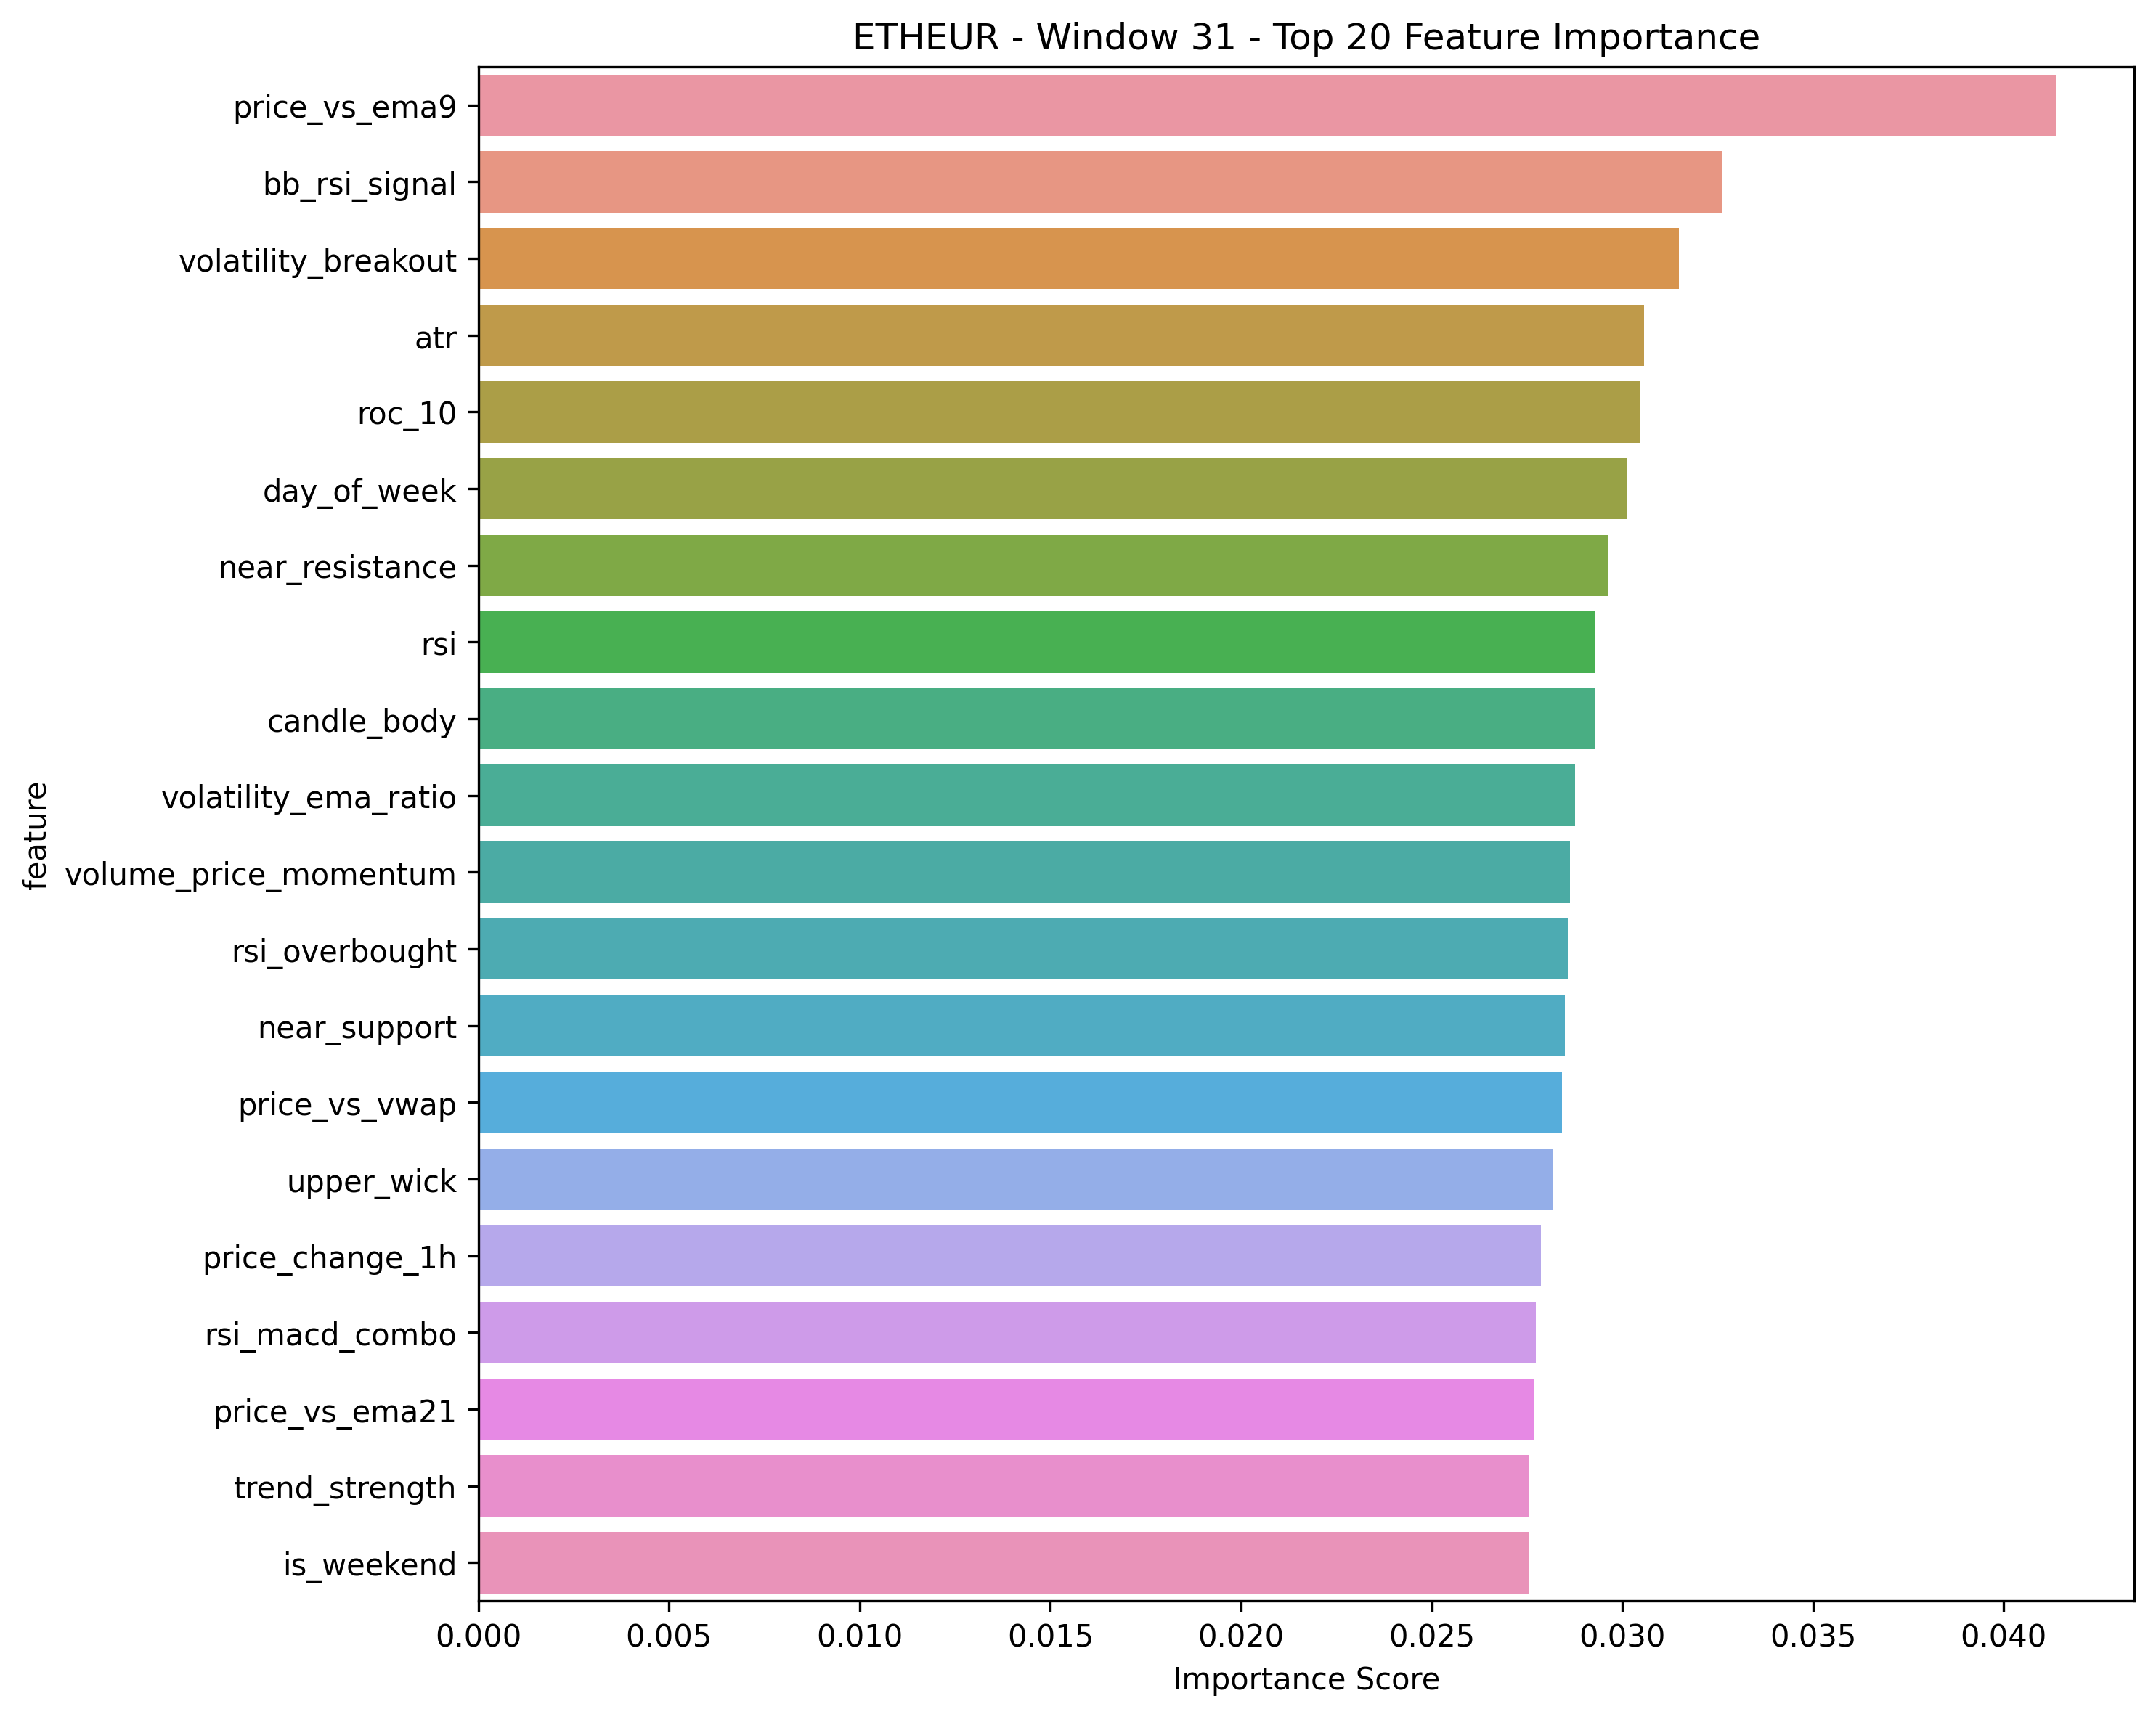 ETHEUR - Window 31 - Top 20 Feature Importance
price_vs_ema9
bb_rsi_signal
volatility_breakout
atr
roc_10
day_of_week
near_resistance
rsi
candle_body
volatility_ema_ratio
volume_price_momentum
rsi_overbought
near_support
price_vs_vwap
upper_wick
price_change_1h
rsi_macd_combo
price_vs_ema21
trend_strength
is_weekend
feature
0.000 0.005 0.010 0.015 0.020 0.025 0.030 0.035 0.040
Importance Score